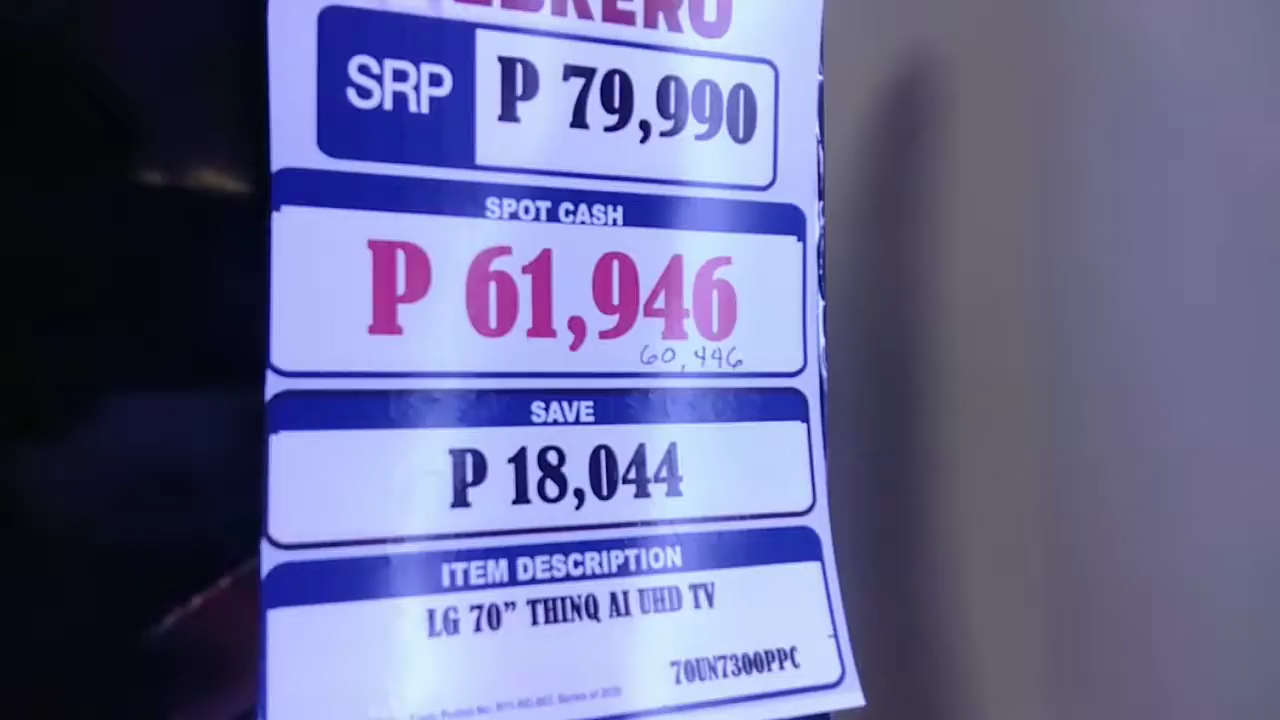 SRP P 79,990
SPOT CASH
P 61,946
60,446
SAVE
P 18,044
ITEM DESCRIPTION
LG 70" THINQ AI UHD TV
70UN7300PPC